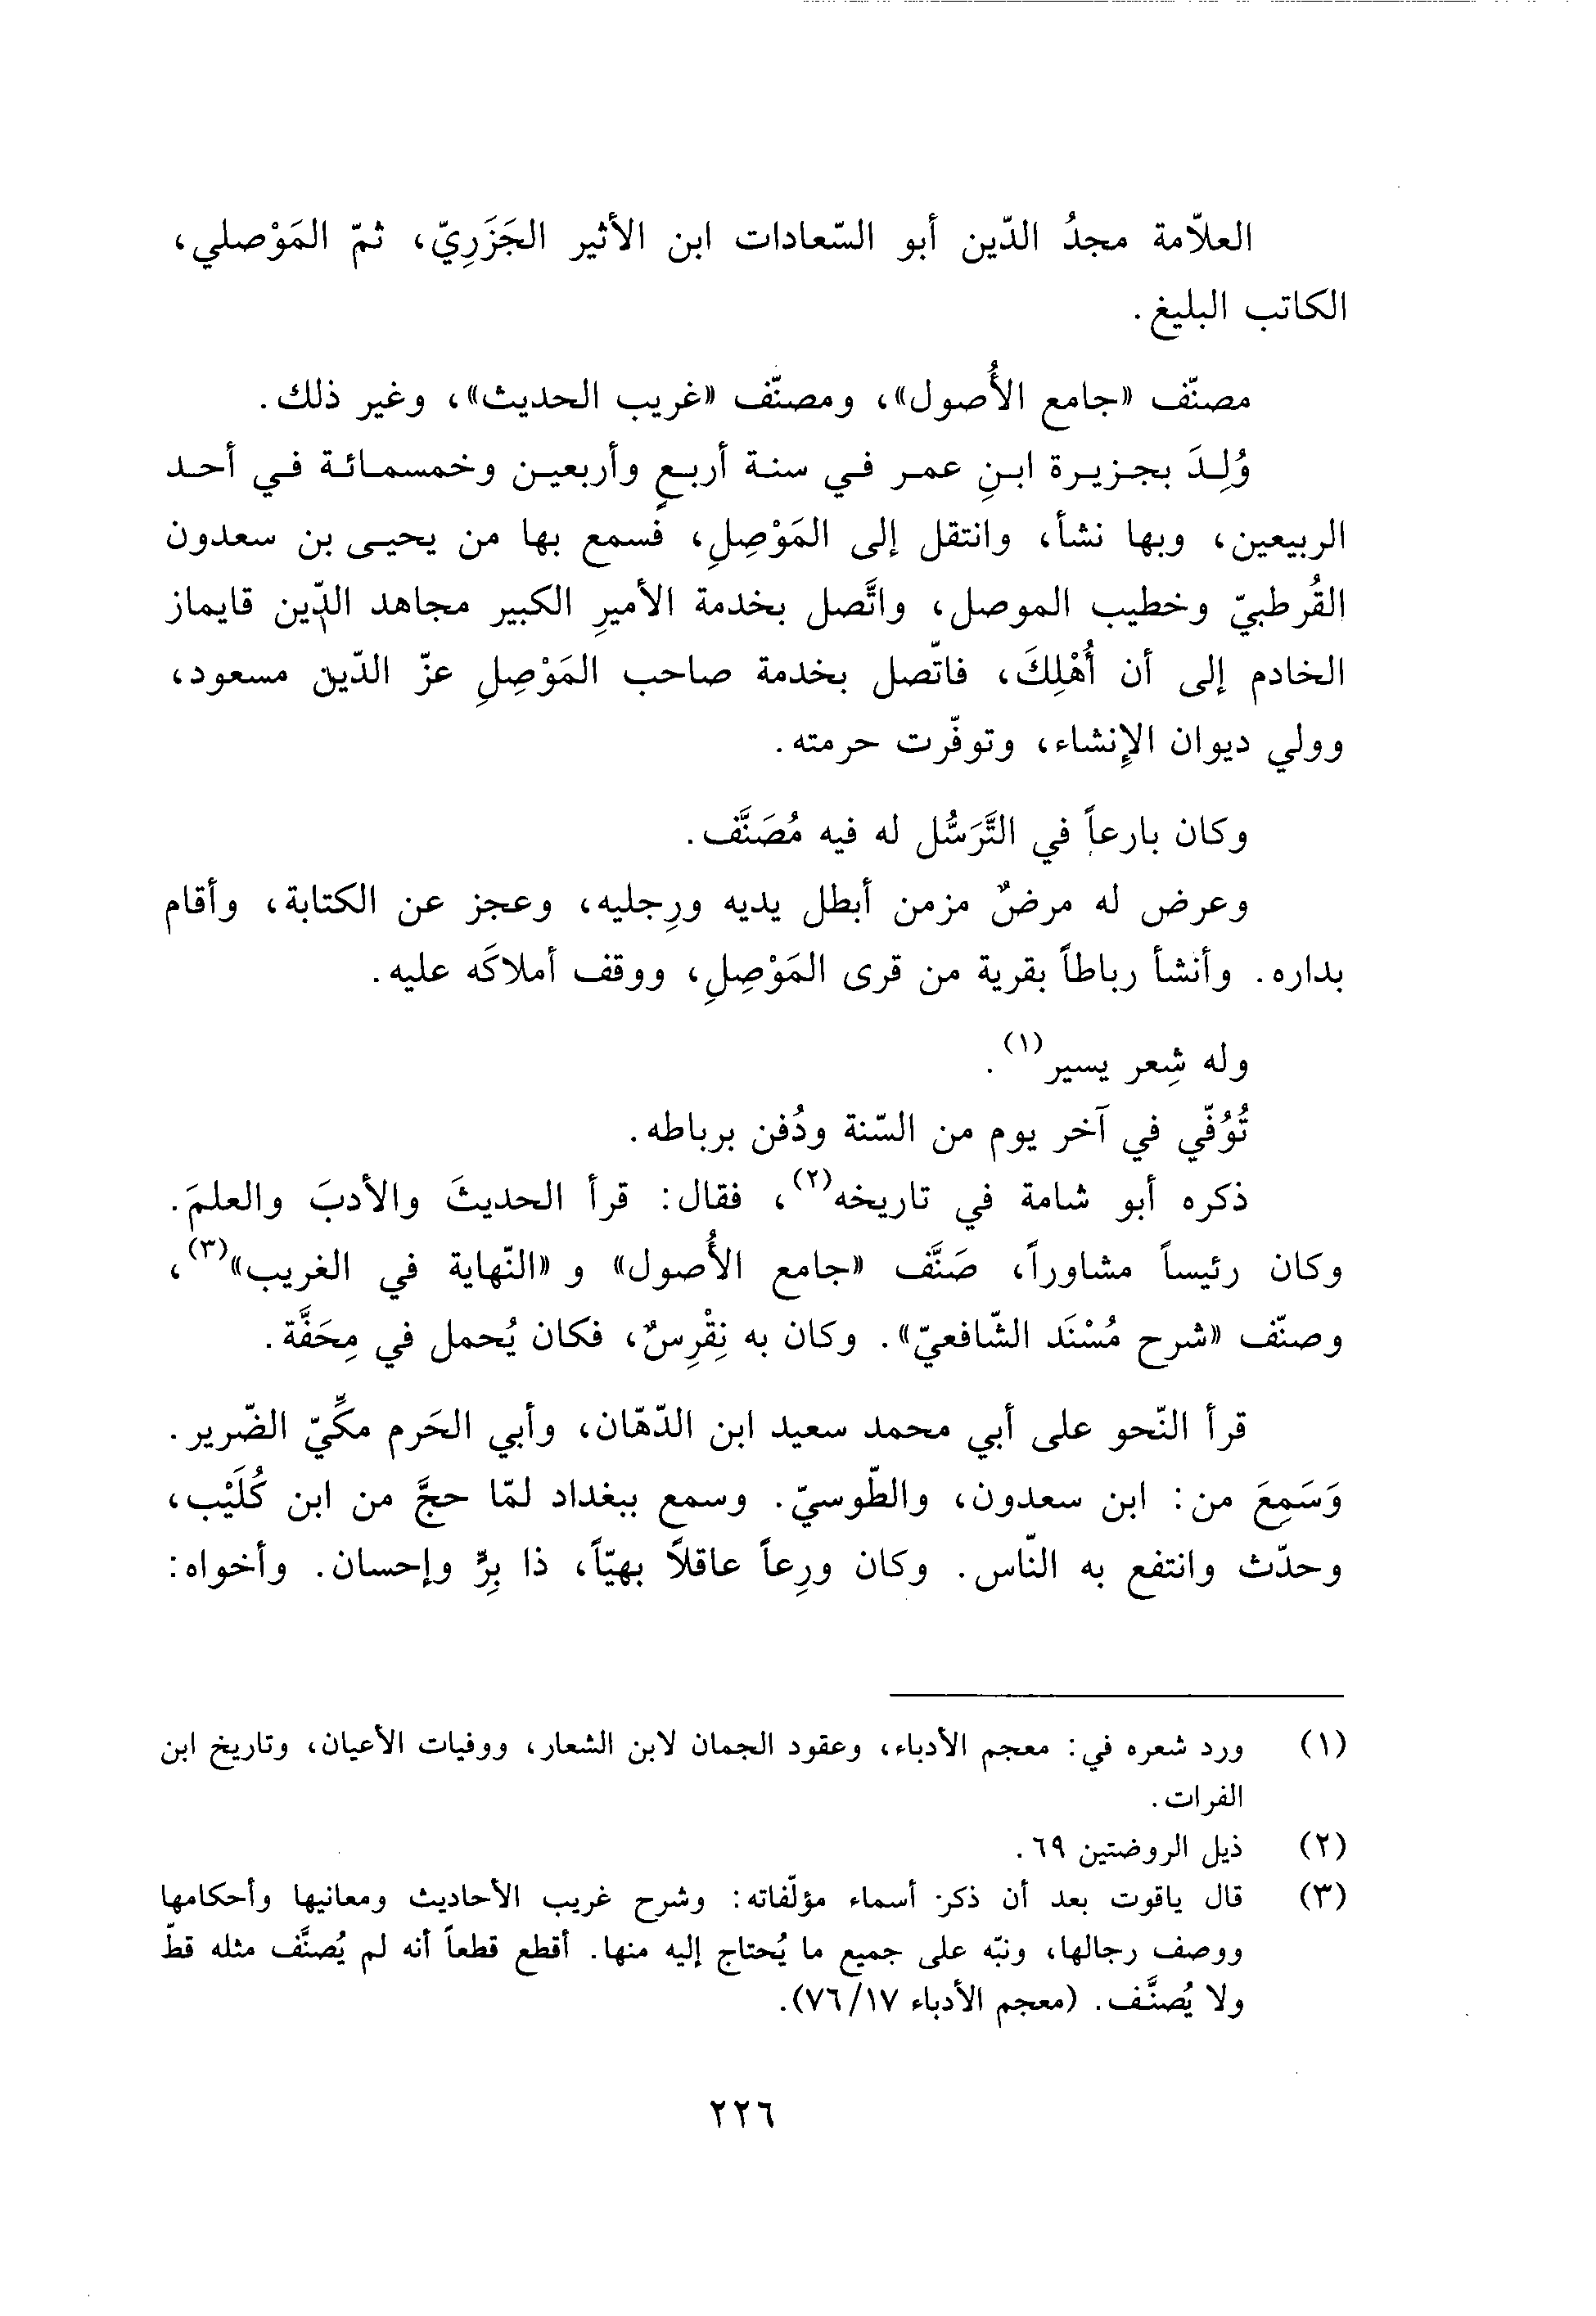 العلاّمة مجدُ الدّين أبو السّعادات ابن الأثير الجَزَرِيّ، ثمّ المَوْصلي،
الكاتب البليغ.
مصنّف «جامع الأُصول»، ومصنّف «غريب الحديث»، وغير ذلك.
وُلِدَ بجزيرة ابنِ عمر في سنة أربعٍ وأربعين وخمسمائة في أحد
الربيعين، وبها نشأ، وانتقل إلى المَوْصِلِ، فسمع بها من يحيى بن سعدون
القُرطبيّ وخطيب الموصل، واتَّصل بخدمة الأميرِ الكبير مجاهد الدّين قايماز
الخادم إلى أن أُهْلِكَ، فاتّصل بخدمة صاحب المَوْصِلِ عزّ الدّين مسعود،
وولي ديوان الإنشاء، وتوفّرت حرمته.
وكان بارعاً في التَّرَسُّل له فيه مُصَنَّف.
وعرض له مرضٌ مزمن أبطل يديه ورِجليه، وعجز عن الكتابة، وأقام
بداره. وأنشأ رباطاً بقرية من قرى المَوْصِلِ، ووقف أملاكَه عليه.
وله شِعر يسير(١).
تُوُفّي في آخر يوم من السّنة ودُفن برباطه.
ذكره أبو شامة في تاريخه(٢)، فقال: قرأ الحديثَ والأدبَ والعلمَ.
وكان رئيساً مشاوراً، صَنَّف «جامع الأُصول» و «النّهاية في الغريب»(٣)،
وصنّف «شرح مُسْنَد الشّافعيّ». وكان به نِقْرِسٌ، فكان يُحمل في مِحَفَّة.
قرأ النّحو على أبي محمد سعيد ابن الدّهّان، وأبي الحَرم مكِّيّ الضّرير.
وَسَمِعَ من: ابن سعدون، والطّوسيّ. وسمع ببغداد لمّا حجَّ من ابن كُلَيْب،
وحدّث وانتفع به النّاس. وكان ورِعاً عاقلاً بهيّاً، ذا بِرٍّ وإحسان. وأخواه:
(١) ورد شعره في: معجم الأدباء، وعقود الجمان لابن الشعار، ووفيات الأعيان، وتاريخ ابن
الفرات.
(٢) ذيل الروضتين ٦٩.
(٣) قال ياقوت بعد أن ذكر أسماء مؤلّفاته: وشرح غريب الأحاديث ومعانيها وأحكامها
ووصف رجالها، ونبّه على جميع ما يُحتاج إليه منها. أقطع قطعاً أنه لم يُصنَّف مثله قطّ
ولا يُصنَّف. (معجم الأدباء ١٧/٧٦).
٢٢٦